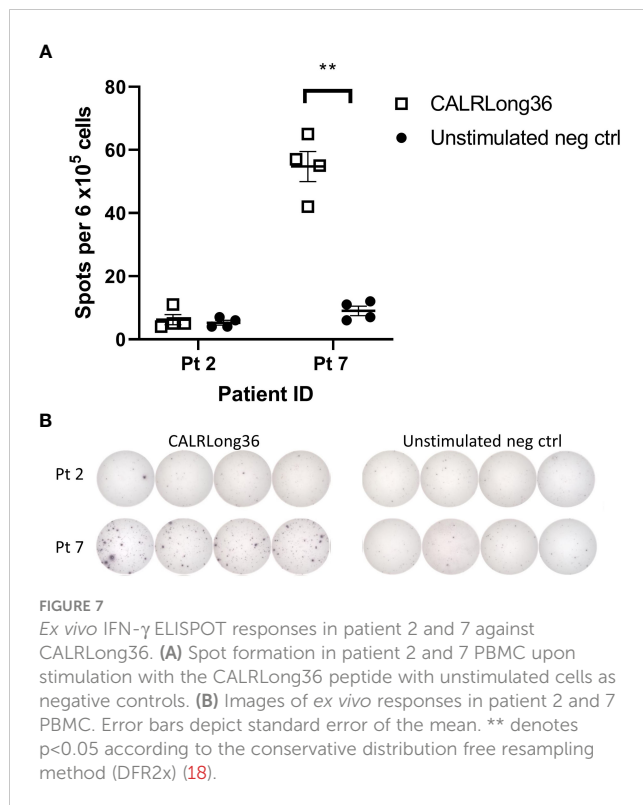 A
80
60
40
20
0
Spots per 6 x10⁵ cells
**
CALRLong36
Unstimulated neg ctrl
Pt 2 Pt 7
Patient ID
B
CALRLong36 Unstimulated neg ctrl
Pt 2
Pt 7
FIGURE 7
Ex vivo IFN-γ ELISPOT responses in patient 2 and 7 against
CALRLong36. (A) Spot formation in patient 2 and 7 PBMC upon
stimulation with the CALRLong36 peptide with unstimulated cells as
negative controls. (B) Images of ex vivo responses in patient 2 and 7
PBMC. Error bars depict standard error of the mean. ** denotes
p<0.05 according to the conservative distribution free resampling
method (DFR2x) (18).